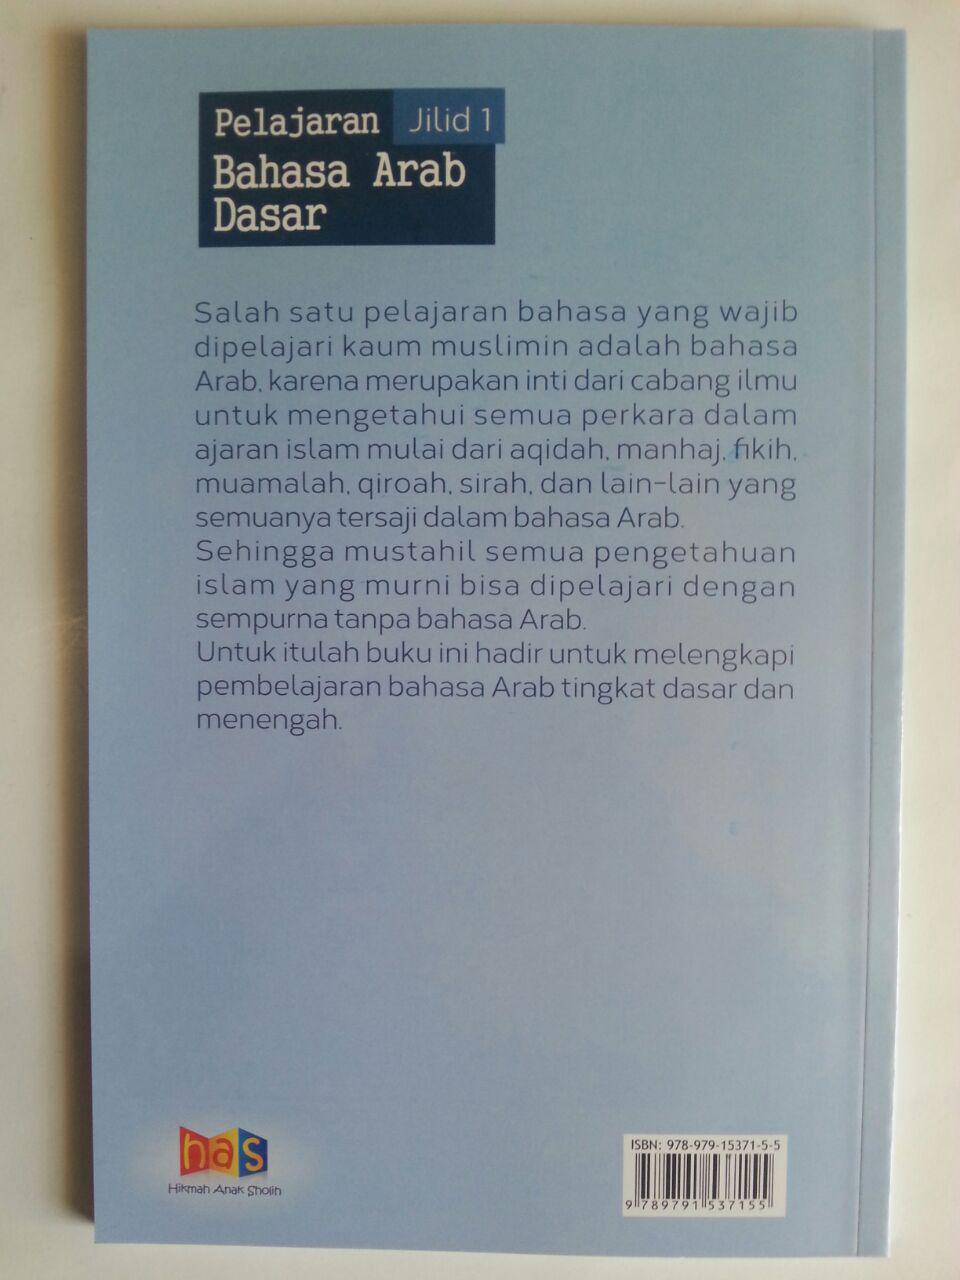 Pelajaran Jilid 1
Bahasa Arab
Dasar
Salah satu pelajaran bahasa yang wajib
dipelajari kaum muslimin adalah bahasa
Arab, karena merupakan inti dari cabang ilmu
untuk mengetahui semua perkara dalam
ajaran islam mulai dari aqidah, manhaj, fikih,
muamalah, qiroah, sirah, dan lain-lain yang
semuanya tersaji dalam bahasa Arab.
Sehingga mustahil semua pengetahuan
islam yang murni bisa dipelajari dengan
sempurna tanpa bahasa Arab.
Untuk itulah buku ini hadir untuk melengkapi
pembelajaran bahasa Arab tingkat dasar dan
menengah.
has
Hikmah Anak Sholih
ISBN: 978-979-15371-5-5
9 789791 537155